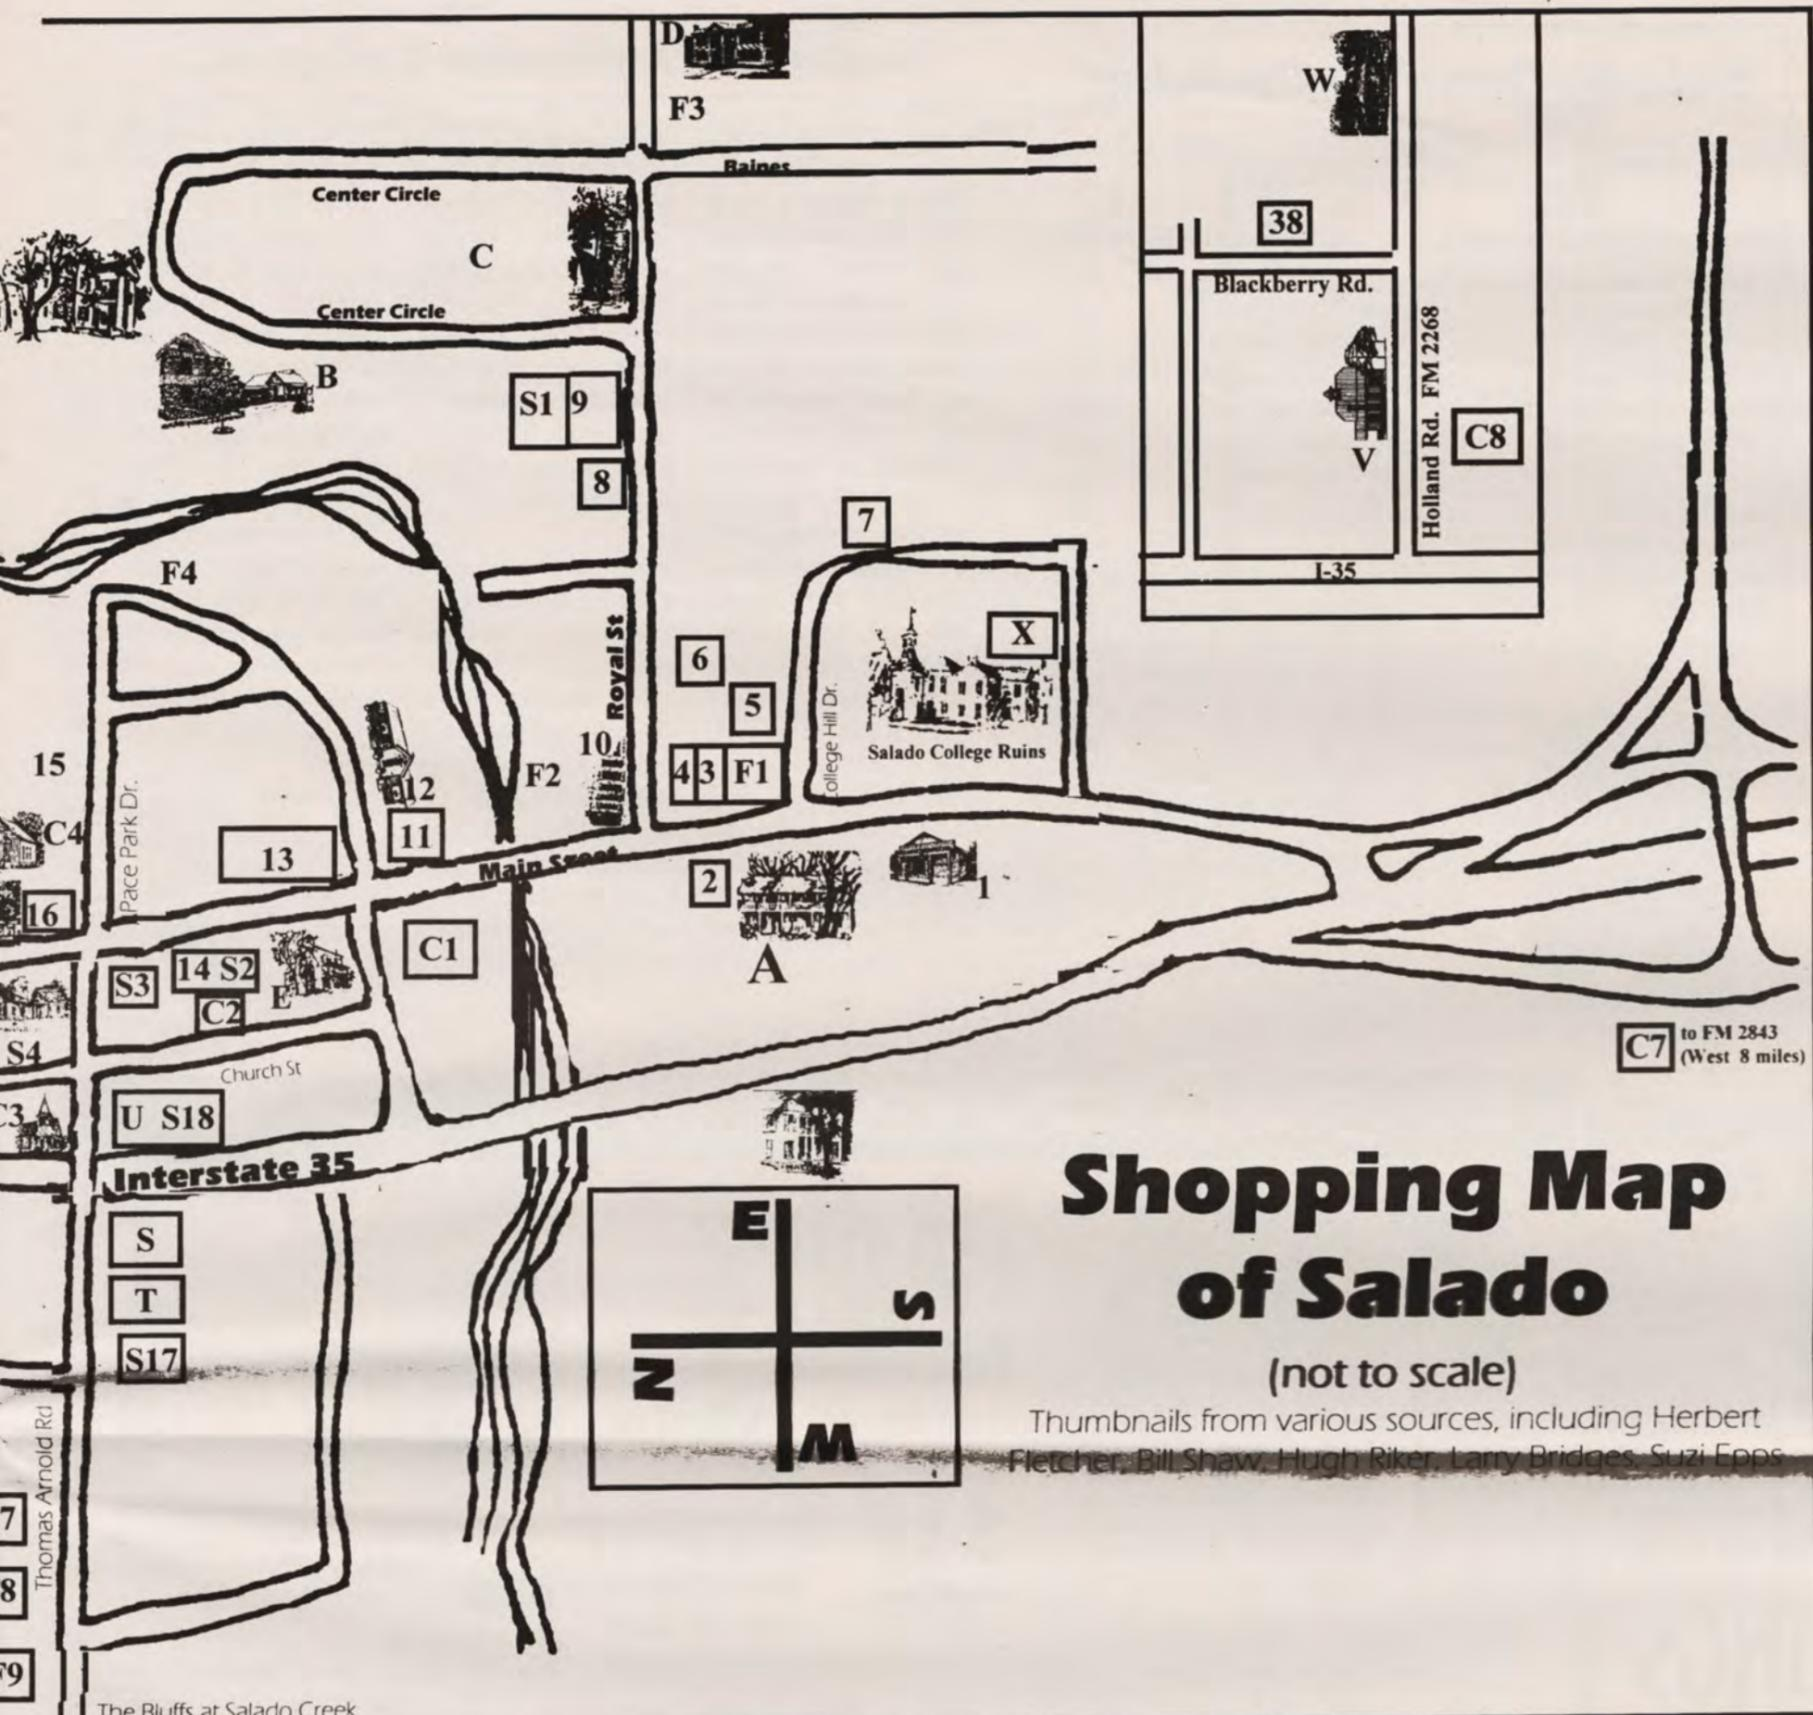 D
F3
W
Raines
Center Circle
C
38
Blackberry Rd.
Center Circle
B
S1 9
8
Holland Rd. FM 2268
C8
V
7
F4
I-35
Royal St
6
X
5
College Hill Dr.
Salado College Ruins
15
10
4 3 F1
F2
12
C4
Pace Park Dr.
11
13
Main Sreet
2
1
16
A
C1
S3
14 S2
E
C2
S4
Church St
C7
to FM 2843
(West 8 miles)
C3
U S18
Interstate 35
S
T
S17
E
S
N
W
Shopping Map
of Salado
(not to scale)
Thumbnails from various sources, including Herbert
Fletcher, Bill Shaw, Hugh Riker, Larry Bridges, Suzi Epps
Thomas Arnold Rd
7
8
F9
The Bluffs at Salado Creek